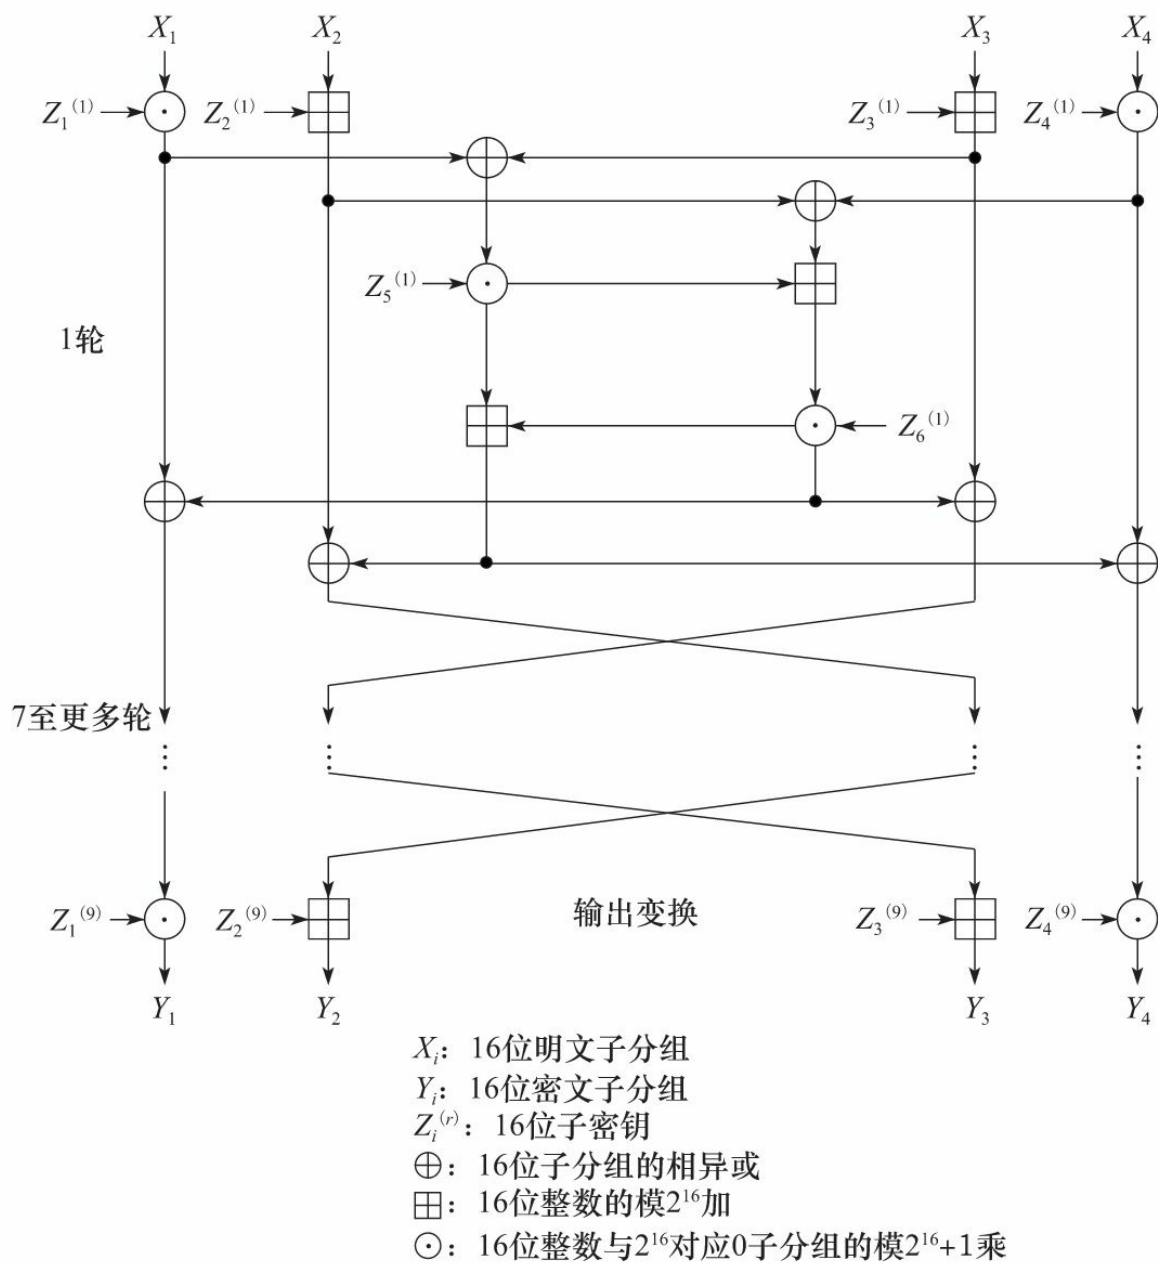 X₁ X₂ X₃ X₄
Z₁⁽¹⁾ Z₂⁽¹⁾ Z₃⁽¹⁾ Z₄⁽¹⁾
Z₅⁽¹⁾
1轮
Z₆⁽¹⁾
7至更多轮
Z₁⁽⁹⁾ Z₂⁽⁹⁾ 输出变换 Z₃⁽⁹⁾ Z₄⁽⁹⁾
Y₁ Y₂ Y₃ Y₄
Xᵢ：16位明文子分组
Yᵢ：16位密文子分组
Zᵢ⁽ʳ⁾：16位子密钥
⊕：16位子分组的相异或
⊞：16位整数的模2¹⁶加
⊙：16位整数与2¹⁶对应0子分组的模2¹⁶+1乘